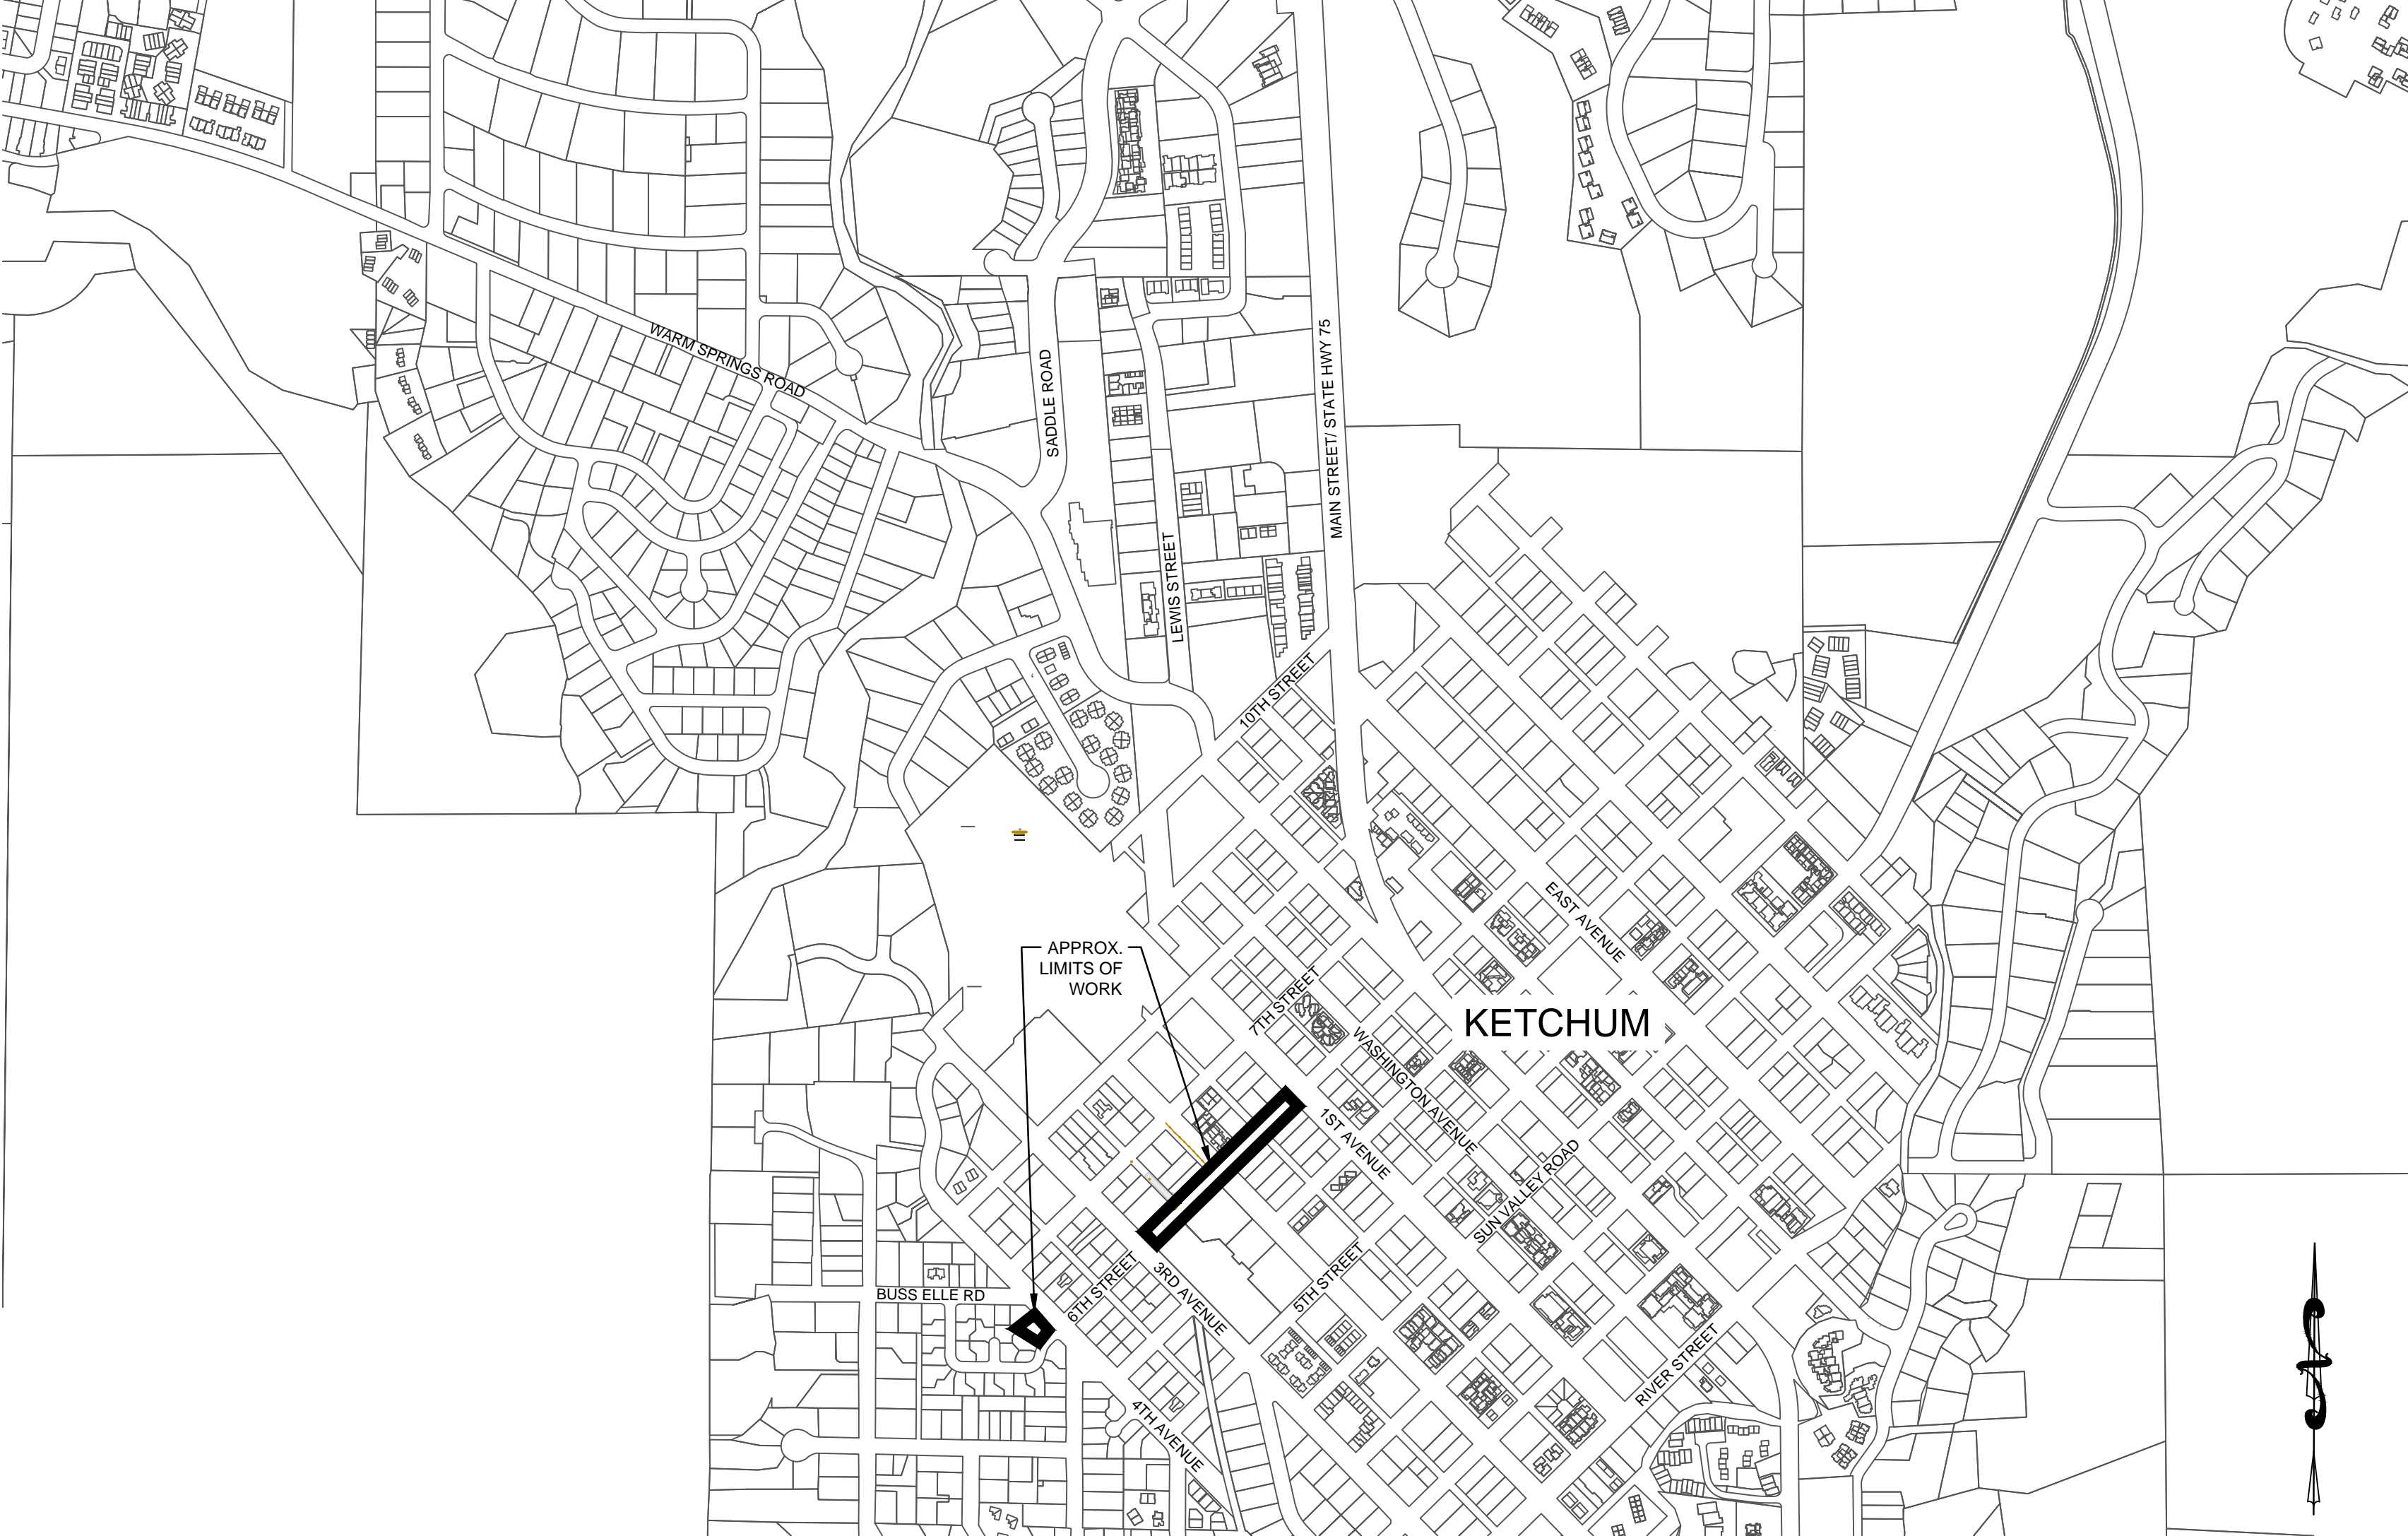 WARM SPRINGS ROAD
SADDLE ROAD
MAIN STREET/ STATE HWY 75
LEWIS STREET
10TH STREET
EAST AVENUE
APPROX.
LIMITS OF
WORK
7TH STREET
KETCHUM
WASHINGTON AVENUE
1ST AVENUE
SUN VALLEY ROAD
6TH STREET
3RD AVENUE
5TH STREET
BUSS ELLE RD
RIVER STREET
4TH AVENUE